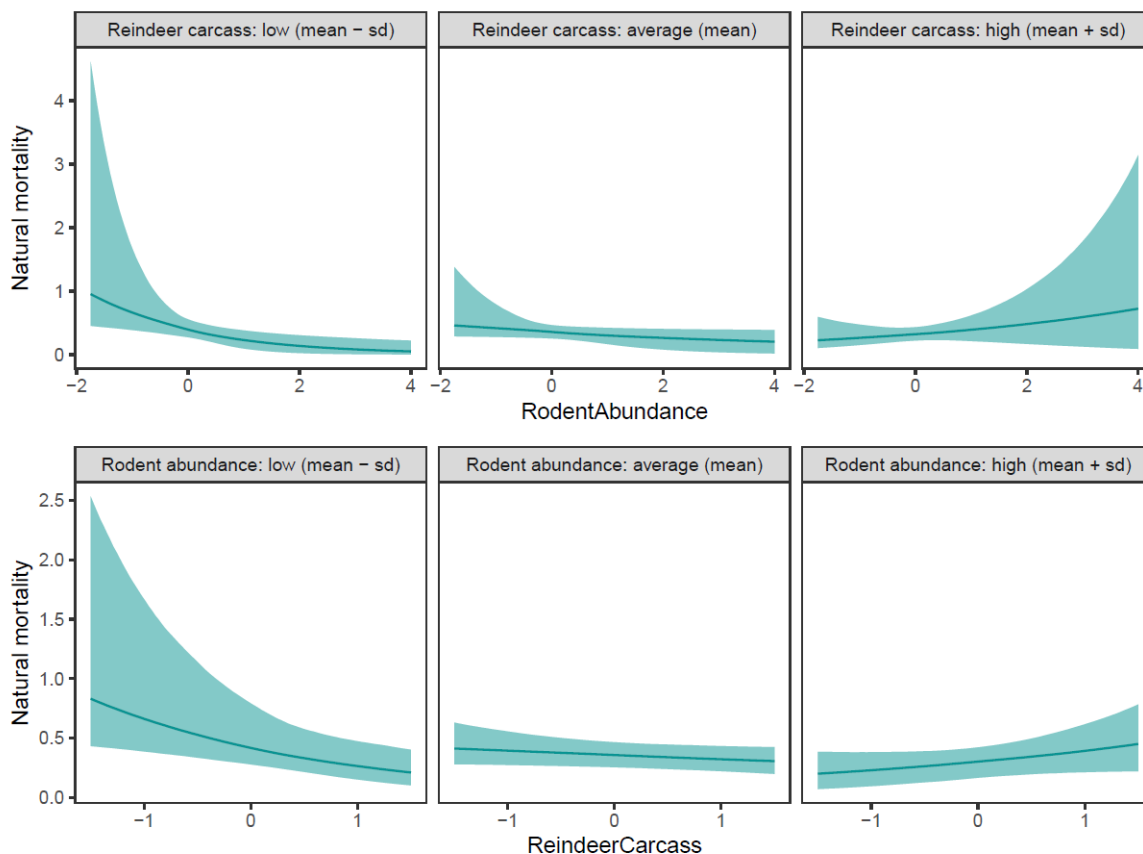 Reindeer carcass: low (mean − sd) Reindeer carcass: average (mean) Reindeer carcass: high (mean + sd)
Natural mortality
4
3
2
1
0
−2 0 2 4 −2 0 2 4 −2 0 2 4
RodentAbundance
Rodent abundance: low (mean − sd) Rodent abundance: average (mean) Rodent abundance: high (mean + sd)
Natural mortality
2.5
2.0
1.5
1.0
0.5
0.0
−1 0 1 −1 0 1 −1 0 1
ReindeerCarcass